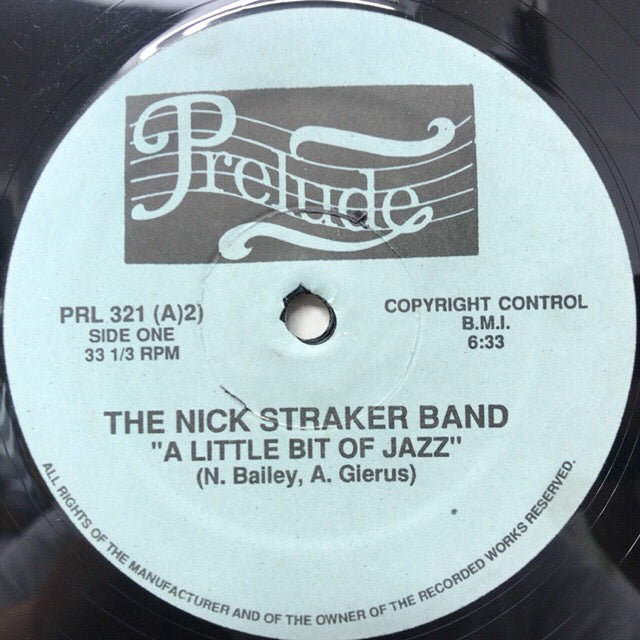 Prelude
PRL 321 (A)2)
SIDE ONE
33 1/3 RPM
COPYRIGHT CONTROL
B.M.I.
6:33
THE NICK STRAKER BAND
"A LITTLE BIT OF JAZZ"
(N. Bailey, A. Gierus)
ALL RIGHTS OF THE MANUFACTURER AND OF THE OWNER OF THE RECORDED WORKS RESERVED.